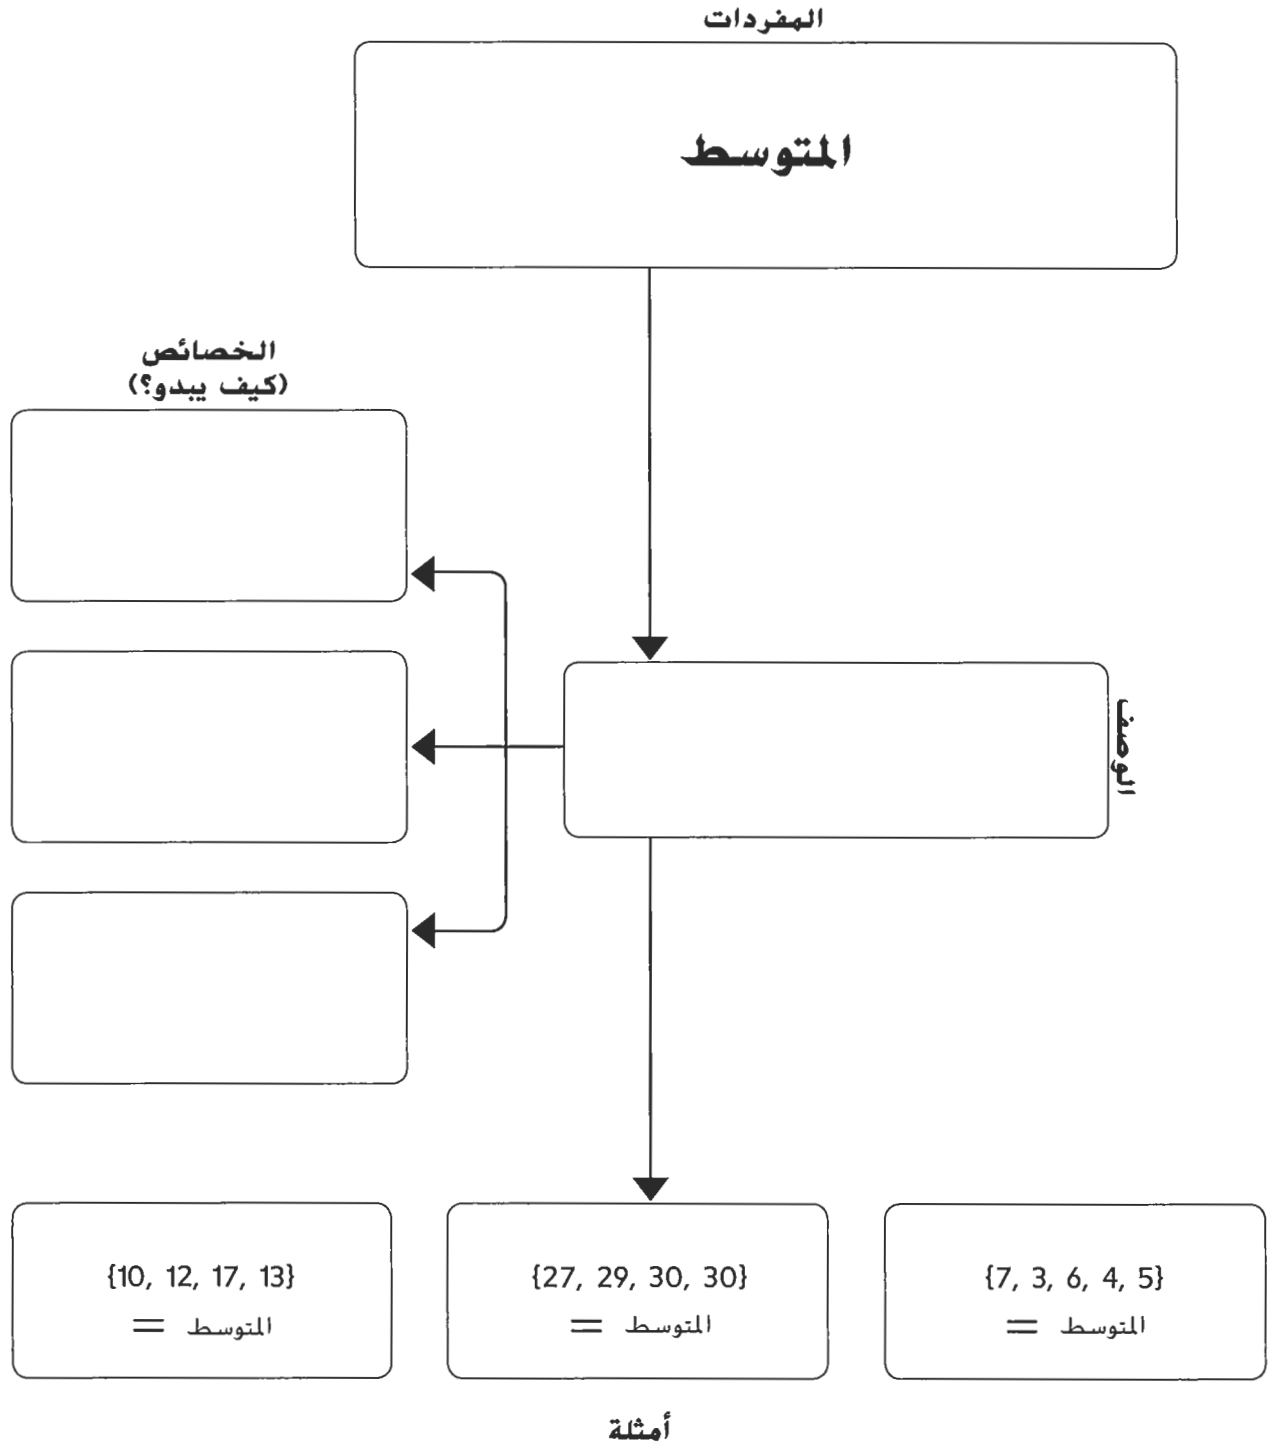 المفردات
المتوسط
الخصائص
(كيف يبدو؟)
الوصف
{7, 3, 6, 4, 5}
المتوسط =
{27, 29, 30, 30}
المتوسط =
{10, 12, 17, 13}
المتوسط =
أمثلة